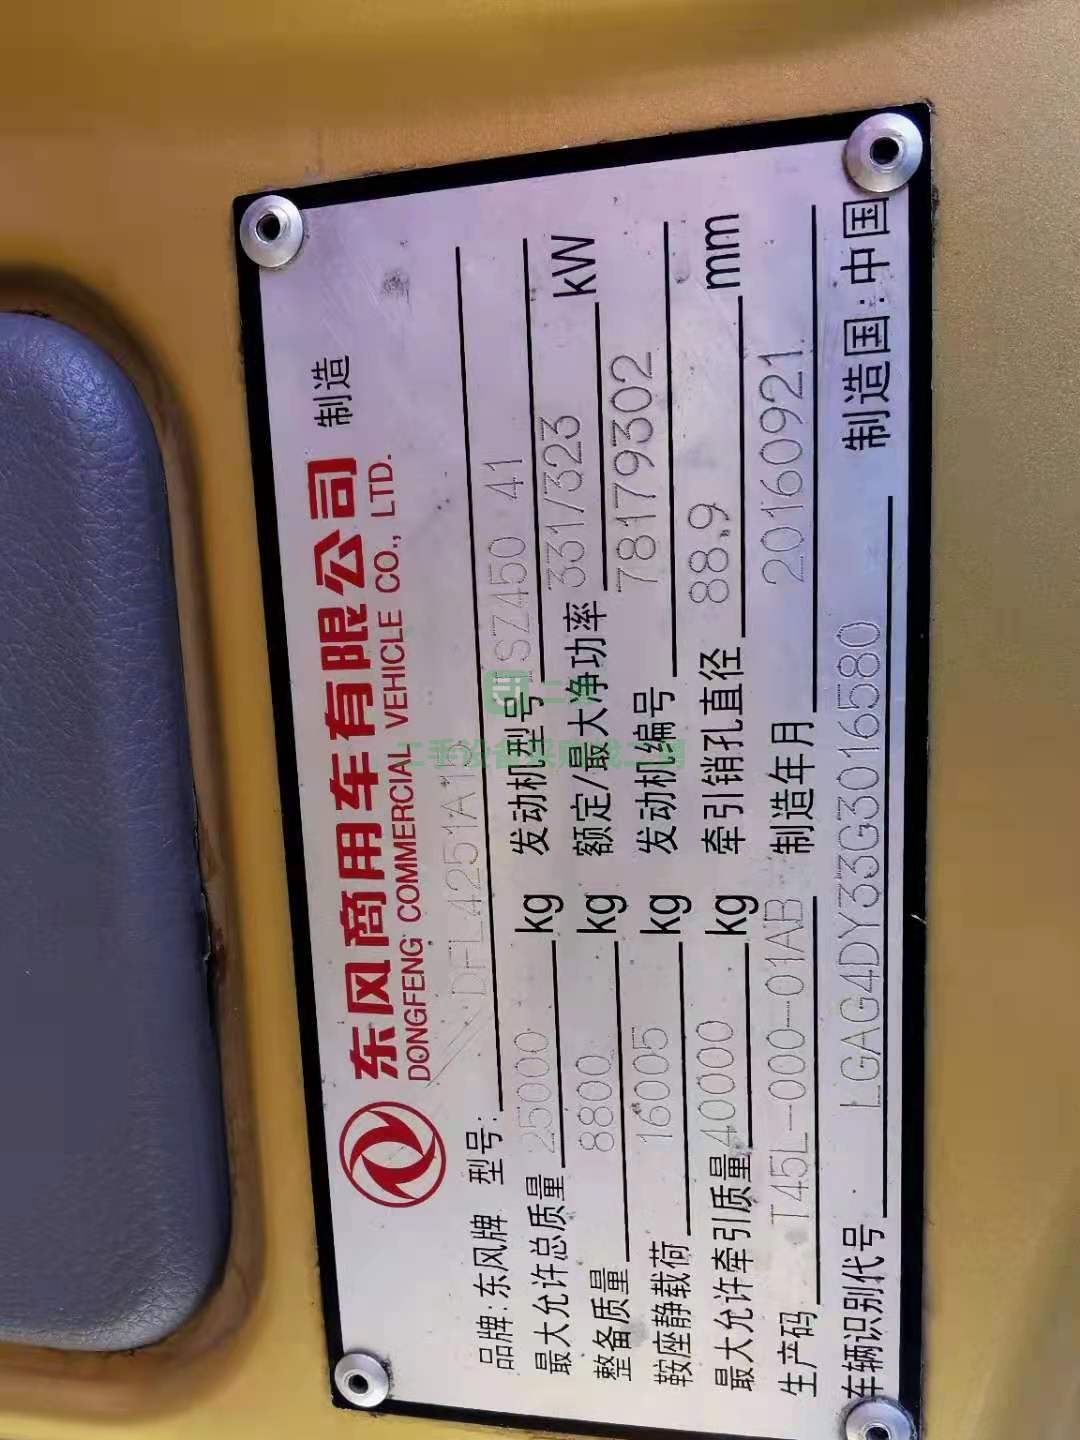 东风商用车有限公司 制造
DONGFENG COMMERCIAL VEHICLE CO., LTD.
品牌:东风牌 型号: DFL4251A15
最大允许总质量 25000 kg 发动机型号 ISZ450 41
整备质量 8800 kg 额定/最大净功率 331/323 kW
鞍座静载荷 16005 kg 发动机编号 78179302
最大允许牵引质量 40000 kg 牵引销孔直径 88.9 mm
生产码 T45L-000-01AB 制造年月 20160921
车辆识别代号 LGAG4DY33G3016580 制造国:中国